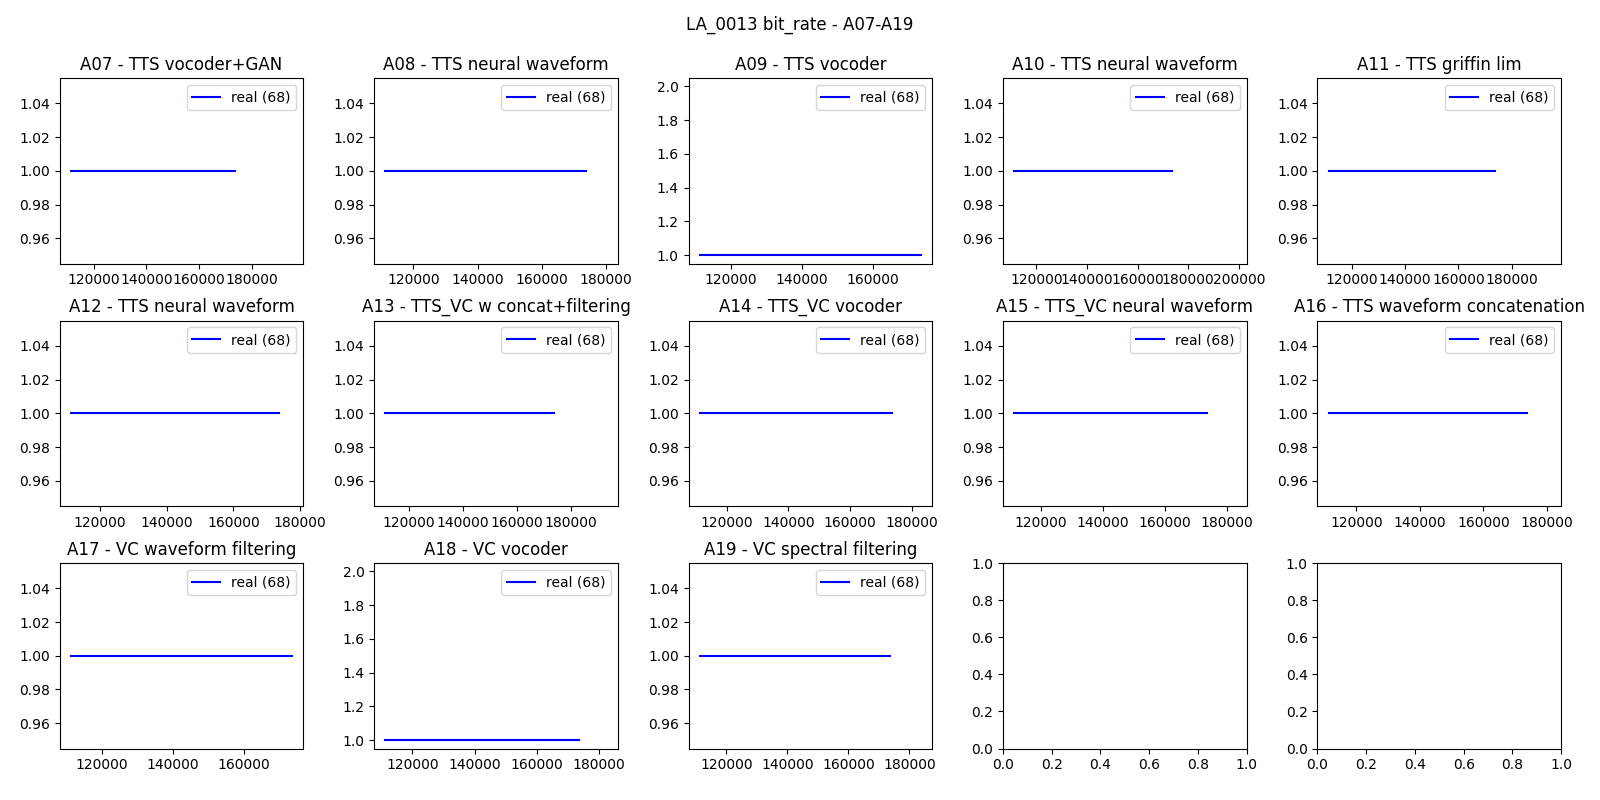 LA_0013 bit_rate - A07-A19
A07 - TTS vocoder+GAN
real (68)
1.04
1.02
1.00
0.98
0.96
120000 140000 160000 180000
A08 - TTS neural waveform
real (68)
1.04
1.02
1.00
0.98
0.96
120000 140000 160000 180000
A09 - TTS vocoder
real (68)
2.0
1.8
1.6
1.4
1.2
1.0
120000 140000 160000
A10 - TTS neural waveform
real (68)
1.04
1.02
1.00
0.98
0.96
120000 140000 160000 180000 200000
A11 - TTS griffin lim
real (68)
1.04
1.02
1.00
0.98
0.96
120000 140000 160000 180000
A12 - TTS neural waveform
real (68)
1.04
1.02
1.00
0.98
0.96
120000 140000 160000 180000
A13 - TTS_VC w concat+filtering
real (68)
1.04
1.02
1.00
0.98
0.96
120000 140000 160000 180000
A14 - TTS_VC vocoder
real (68)
1.04
1.02
1.00
0.98
0.96
120000 140000 160000 180000
A15 - TTS_VC neural waveform
real (68)
1.04
1.02
1.00
0.98
0.96
120000 140000 160000 180000
A16 - TTS waveform concatenation
real (68)
1.04
1.02
1.00
0.98
0.96
120000 140000 160000 180000
A17 - VC waveform filtering
real (68)
1.04
1.02
1.00
0.98
0.96
120000 140000 160000
A18 - VC vocoder
real (68)
2.0
1.8
1.6
1.4
1.2
1.0
120000 140000 160000 180000
A19 - VC spectral filtering
real (68)
1.04
1.02
1.00
0.98
0.96
120000 140000 160000 180000
1.0
0.8
0.6
0.4
0.2
0.0
0.0 0.2 0.4 0.6 0.8 1.0
1.0
0.8
0.6
0.4
0.2
0.0
0.0 0.2 0.4 0.6 0.8 1.0